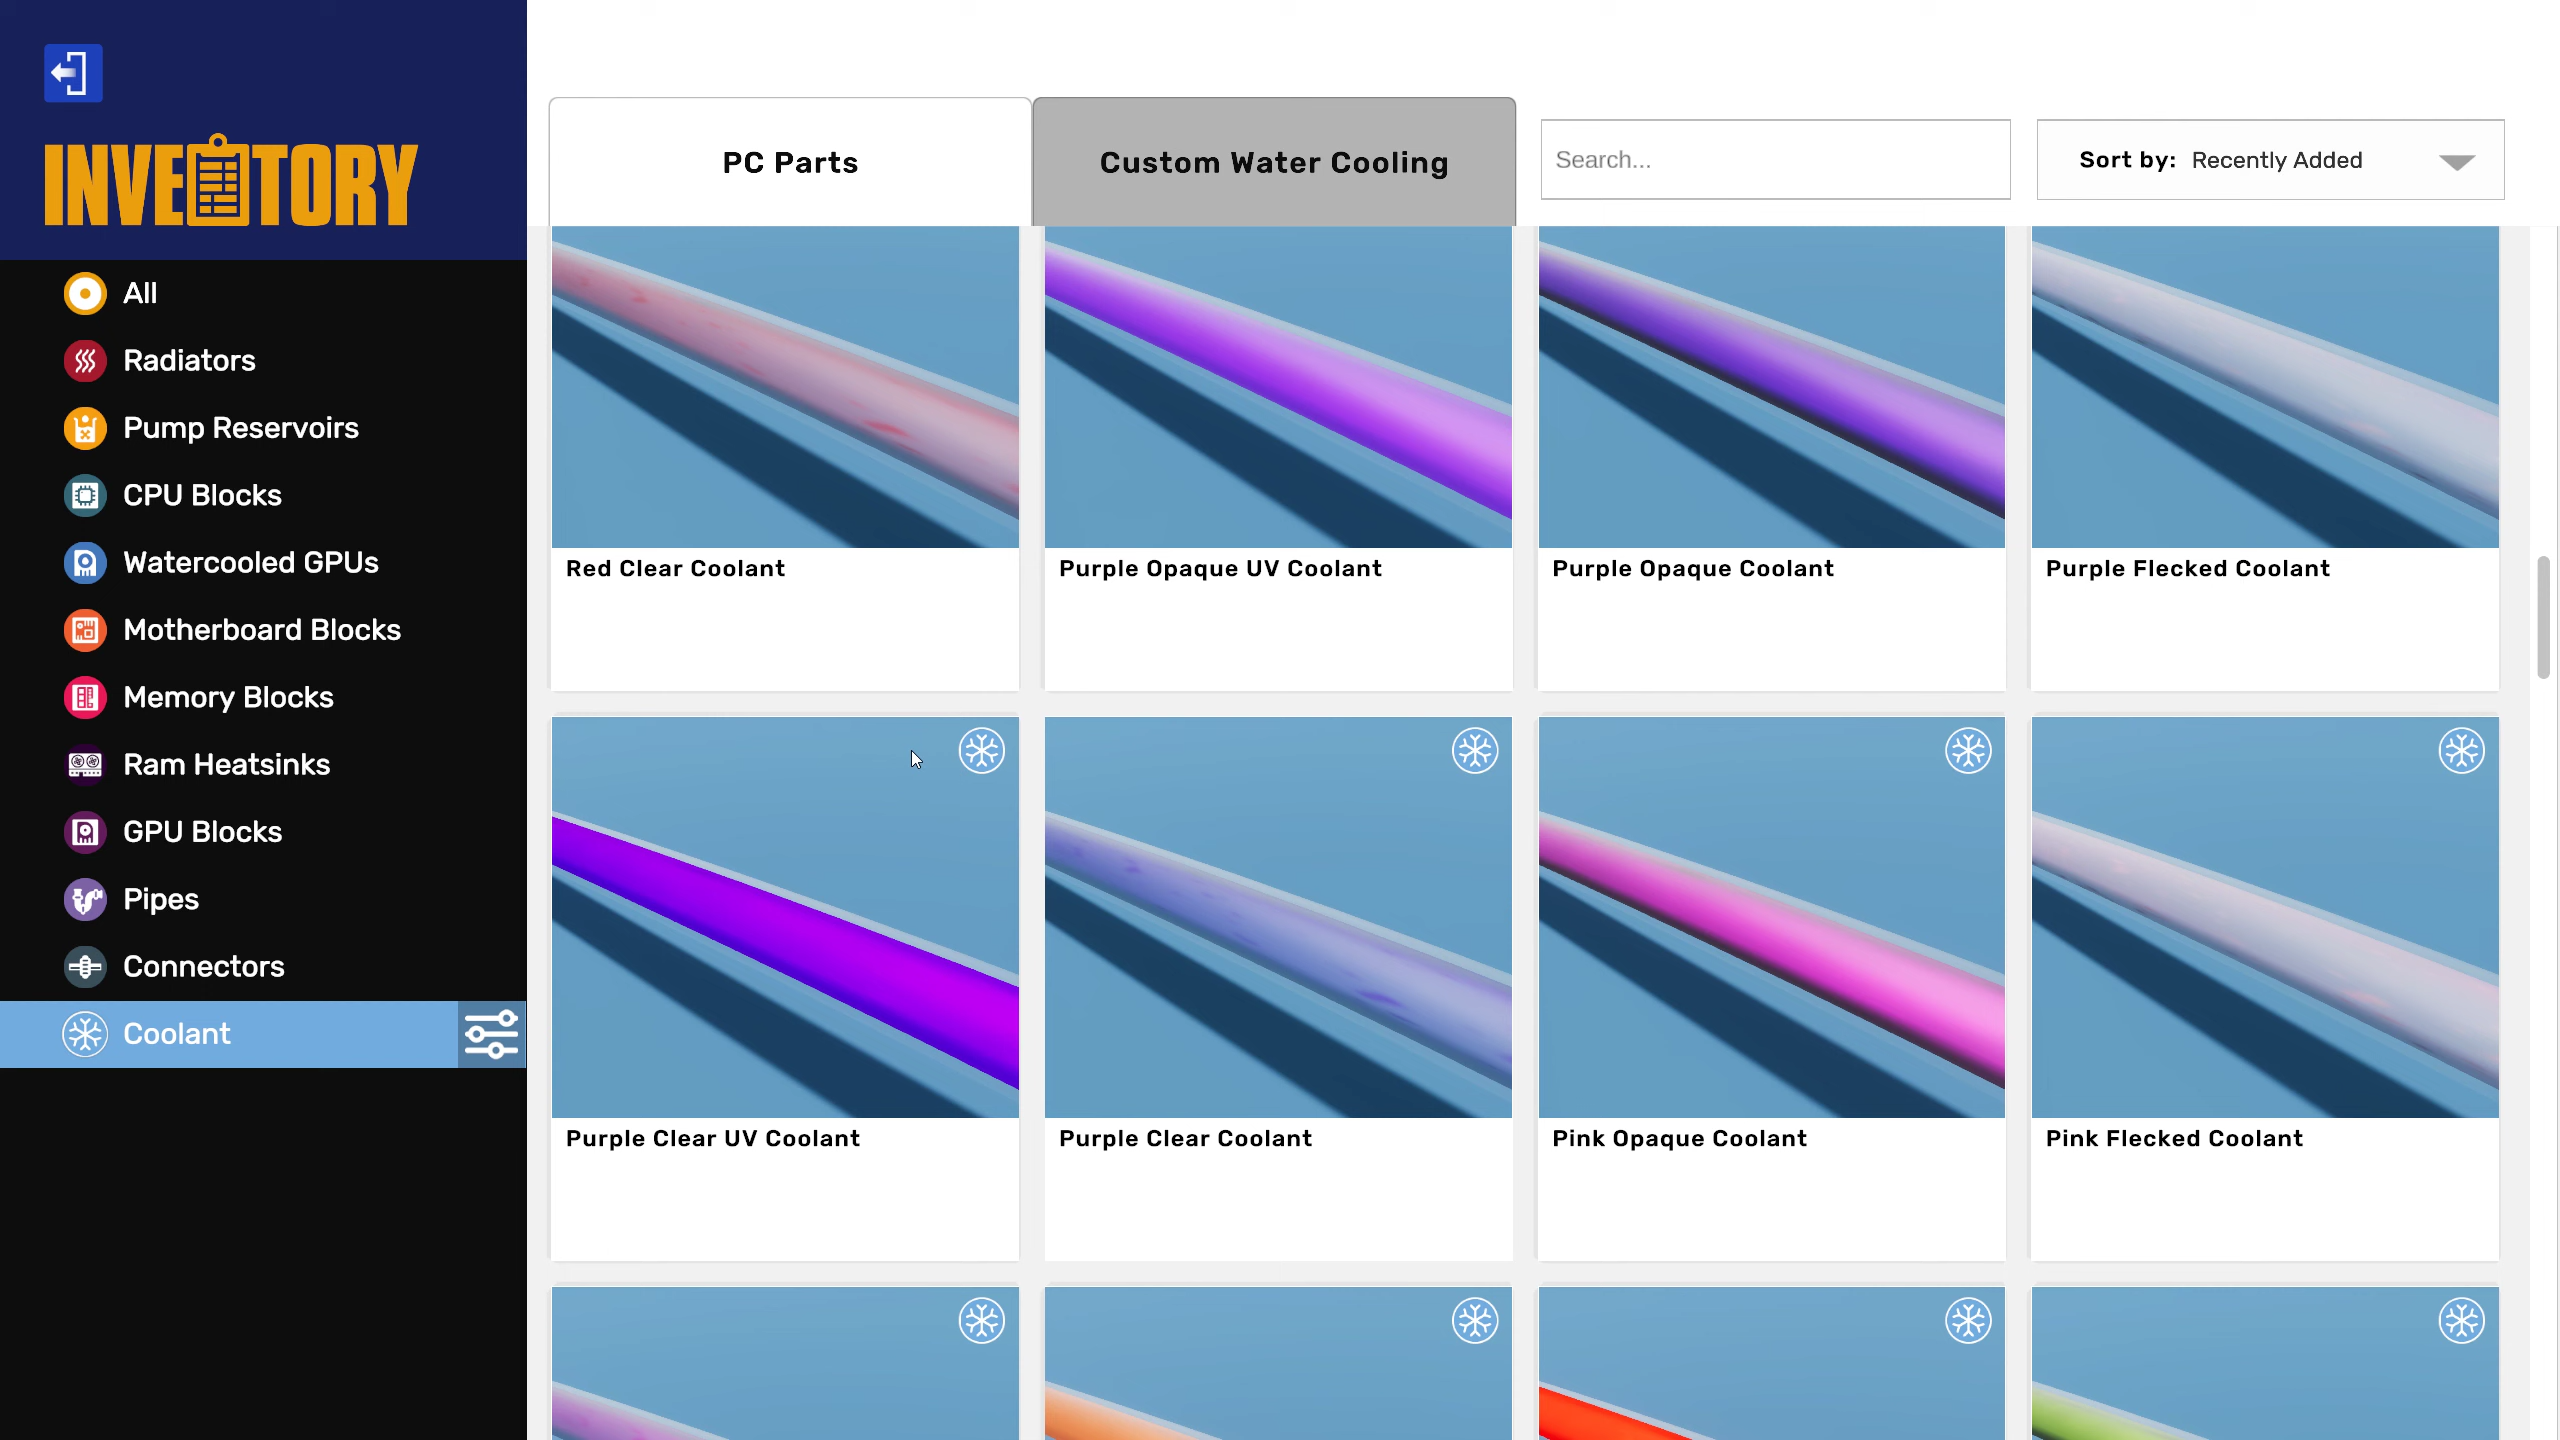 INVENTORY
PC Parts
Custom Water Cooling
Search...
Sort by: Recently Added
All
Radiators
Pump Reservoirs
CPU Blocks
Watercooled GPUs
Motherboard Blocks
Memory Blocks
Ram Heatsinks
GPU Blocks
Pipes
Connectors
Coolant
Red Clear Coolant
Purple Opaque UV Coolant
Purple Opaque Coolant
Purple Flecked Coolant
Purple Clear UV Coolant
Purple Clear Coolant
Pink Opaque Coolant
Pink Flecked Coolant